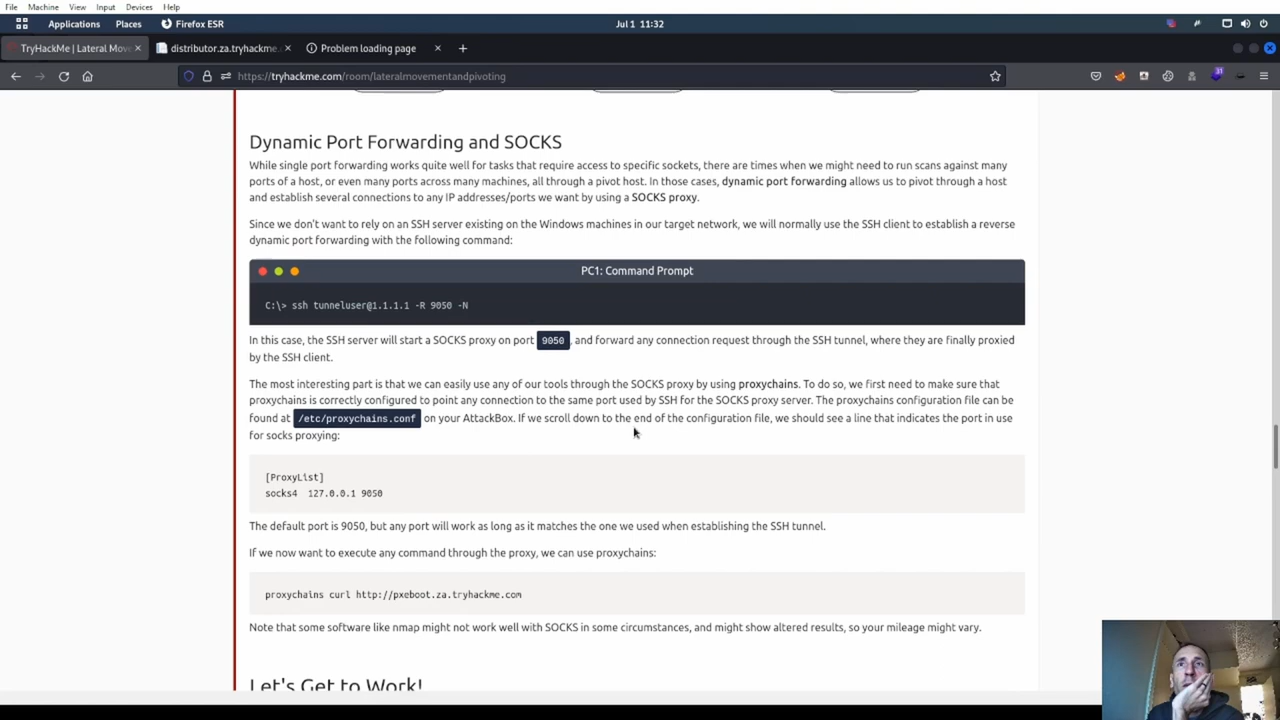 File Machine View Input Devices Help
Applications Places Firefox ESR Jul 1 11:32
TryHackMe | Lateral Mov distributor.za.tryhackme. Problem loading page
https://tryhackme.com/room/lateralmovementandpivoting
31
Dynamic Port Forwarding and SOCKS
While single port forwarding works quite well for tasks that require access to specific sockets, there are times when we might need to run scans against many
ports of a host, or even many ports across many machines, all through a pivot host. In those cases, dynamic port forwarding allows us to pivot through a host
and establish several connections to any IP addresses/ports we want by using a SOCKS proxy.
Since we don't want to rely on an SSH server existing on the Windows machines in our target network, we will normally use the SSH client to establish a reverse
dynamic port forwarding with the following command:
PC1: Command Prompt
C:\> ssh tunneluser@1.1.1.1 -R 9050 -N
In this case, the SSH server will start a SOCKS proxy on port 9050, and forward any connection request through the SSH tunnel, where they are finally proxied
by the SSH client.
The most interesting part is that we can easily use any of our tools through the SOCKS proxy by using proxychains. To do so, we first need to make sure that
proxychains is correctly configured to point any connection to the same port used by SSH for the SOCKS proxy server. The proxychains configuration file can be
found at /etc/proxychains.conf on your AttackBox. If we scroll down to the end of the configuration file, we should see a line that indicates the port in use
for socks proxying:
[ProxyList]
socks4 127.0.0.1 9050
The default port is 9050, but any port will work as long as it matches the one we used when establishing the SSH tunnel.
If we now want to execute any command through the proxy, we can use proxychains:
proxychains curl http://pxeboot.za.tryhackme.com
Note that some software like nmap might not work well with SOCKS in some circumstances, and might show altered results, so your mileage might vary.
Let's Get to Work!